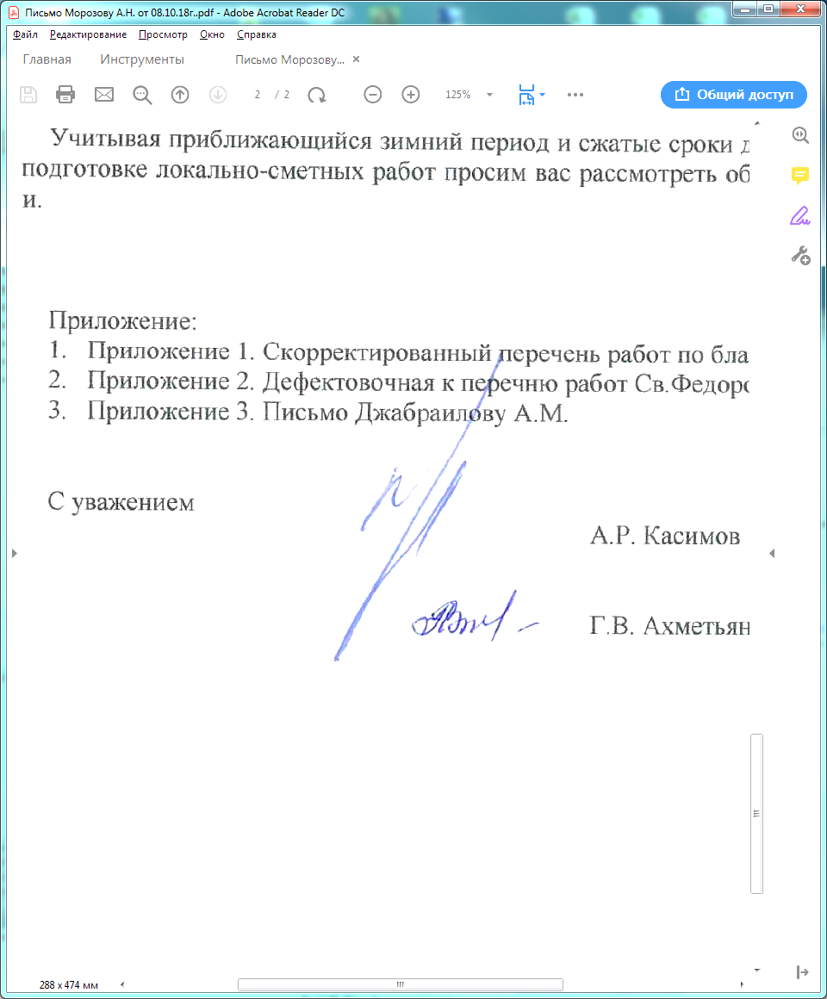 Письмо Морозову А.Н. от 08.10.18г..pdf - Adobe Acrobat Reader DC
Файл Редактирование Просмотр Окно Справка
Главная Инструменты Письмо Морозову... ×
2 / 2 125% Общий доступ
Учитывая приближающийся зимний период и сжатые сроки д
подготовке локально-сметных работ просим вас рассмотреть об
и.
Приложение:
1. Приложение 1. Скорректированный перечень работ по бла
2. Приложение 2. Дефектовочная к перечню работ Св.Федоро
3. Приложение 3. Письмо Джабраилову А.М.
С уважением
А.Р. Касимов
Г.В. Ахметьян
288 x 474 мм